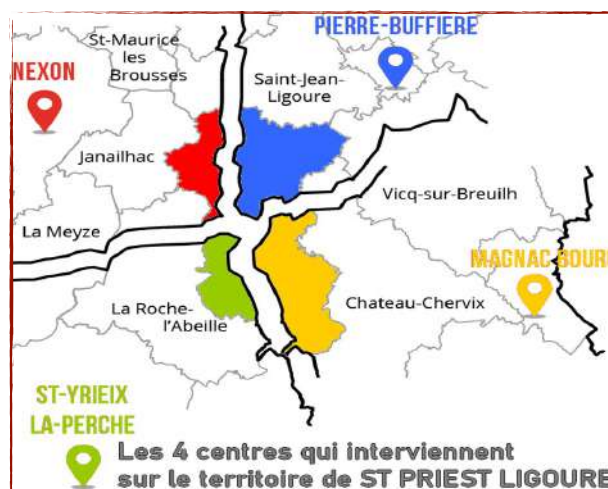 PIERRE-BUFFIERE
St-Maurice
les
Brousses
NEXON
Saint-Jean-
Ligoure
Janailhac
Vicq-sur-Breuilh
La Meyze
MAGNAC BOURG
La Roche-
l'Abeille
Chateau-Chervix
ST-YRIEIX
LA-PERCHE
Les 4 centres qui interviennent
sur le territoire de ST PRIEST LIGOURE